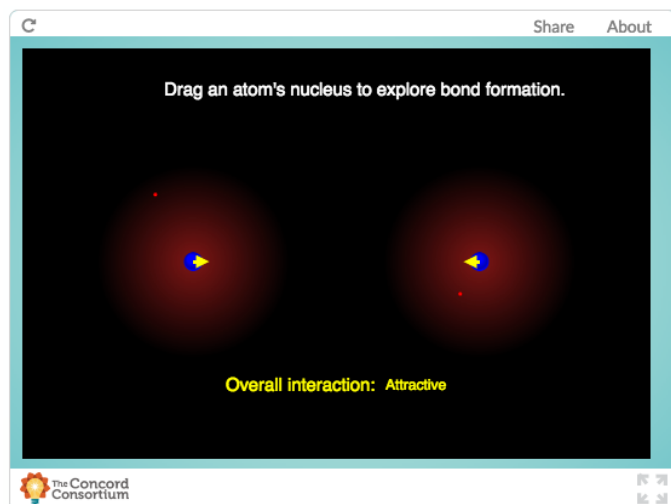 Share About
Drag an atom's nucleus to explore bond formation.
Overall interaction: Attractive
The Concord
Consortium